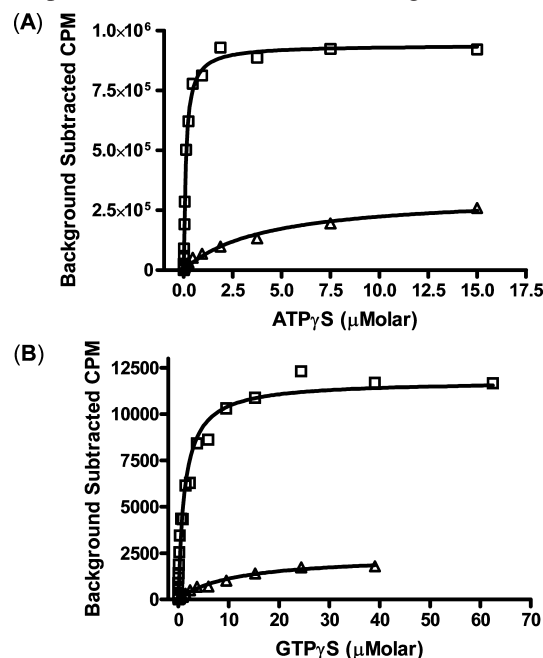 (A)
Background Subtracted CPM
1.0×10⁶
7.5×10⁵
5.0×10⁵
2.5×10⁵
0
0.0 2.5 5.0 7.5 10.0 12.5 15.0 17.5
ATPγS (μMolar)
(B)
Background Subtracted CPM
12500
10000
7500
5000
2500
0
0 10 20 30 40 50 60 70
GTPγS (μMolar)